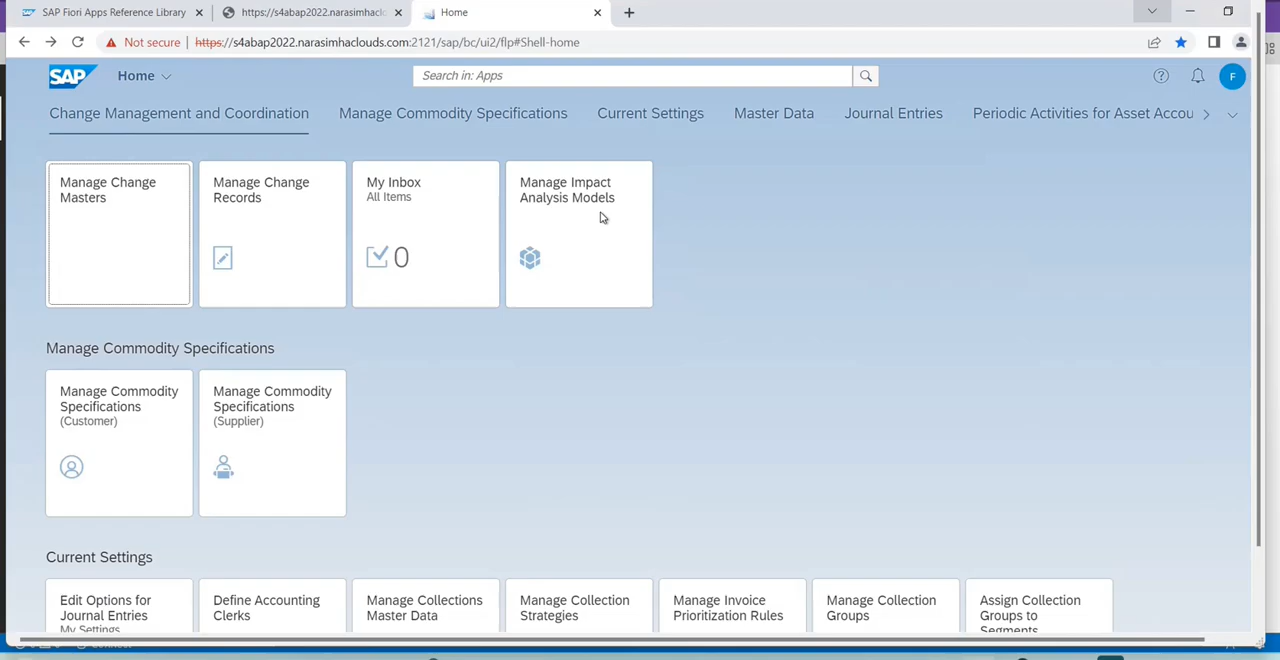 SAP Fiori Apps Reference Library
https://s4abap2022.narasimhaclou
Home
Not secure
https://s4abap2022.narasimhaclouds.com:2121/sap/bc/ui2/flp#Shell-home
SAP
Home
Search in: Apps
F
Change Management and Coordination
Manage Commodity Specifications
Current Settings
Master Data
Journal Entries
Periodic Activities for Asset Accou
Manage Change
Masters
Manage Change
Records
My Inbox
All Items
0
Manage Impact
Analysis Models
Manage Commodity Specifications
Manage Commodity
Specifications
(Customer)
Manage Commodity
Specifications
(Supplier)
Current Settings
Edit Options for
Journal Entries
My Settings
Define Accounting
Clerks
Manage Collections
Master Data
Manage Collection
Strategies
Manage Invoice
Prioritization Rules
Manage Collection
Groups
Assign Collection
Groups to
Segments